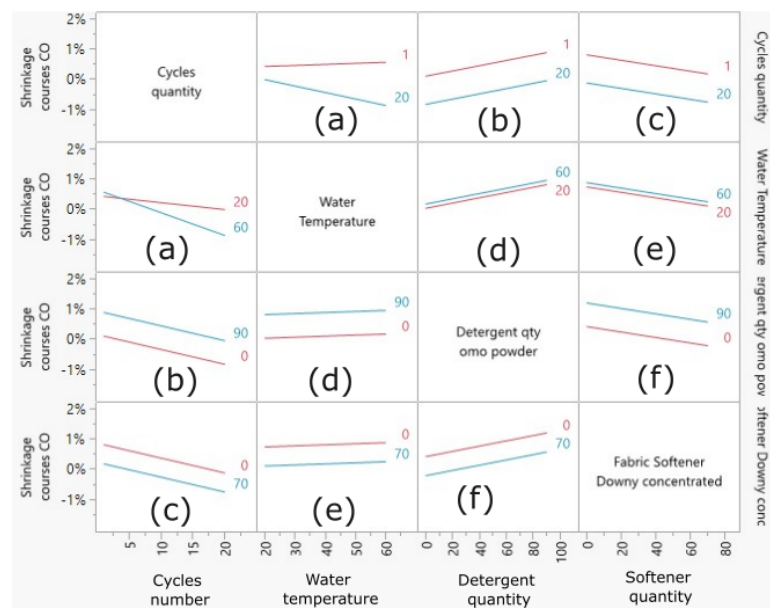 2%
1%
0%
-1%
Shrinkage
courses CO
Cycles
quantity
1
20
(a)
1
20
(b)
1
20
(c)
Cycles quantity
2%
1%
0%
-1%
Shrinkage
courses CO
20
60
(a)
Water
Temperature
60
20
(d)
60
20
(e)
Water Temperature
2%
1%
0%
-1%
Shrinkage
courses CO
90
0
(b)
90
0
(d)
Detergent qty
omo powder
90
0
(f)
ergent qty omo pov
2%
1%
0%
-1%
Shrinkage
courses CO
0
70
(c)
0
70
(e)
0
70
(f)
Fabric Softener
Downy concentrated
oftener Downy conc
5
10
15
20
20
30
40
50
60
0
20
40
60
80
100
0
20
40
60
80
Cycles
number
Water
temperature
Detergent
quantity
Softener
quantity